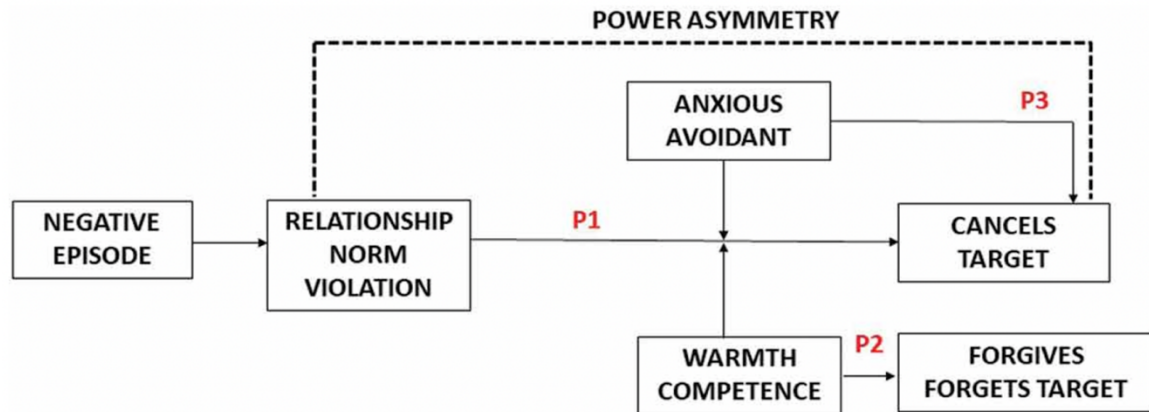 POWER ASYMMETRY
ANXIOUS
AVOIDANT
P3
NEGATIVE
EPISODE
RELATIONSHIP
NORM
VIOLATION
P1
CANCELS
TARGET
WARMTH
COMPETENCE
P2
FORGIVES
FORGETS TARGET